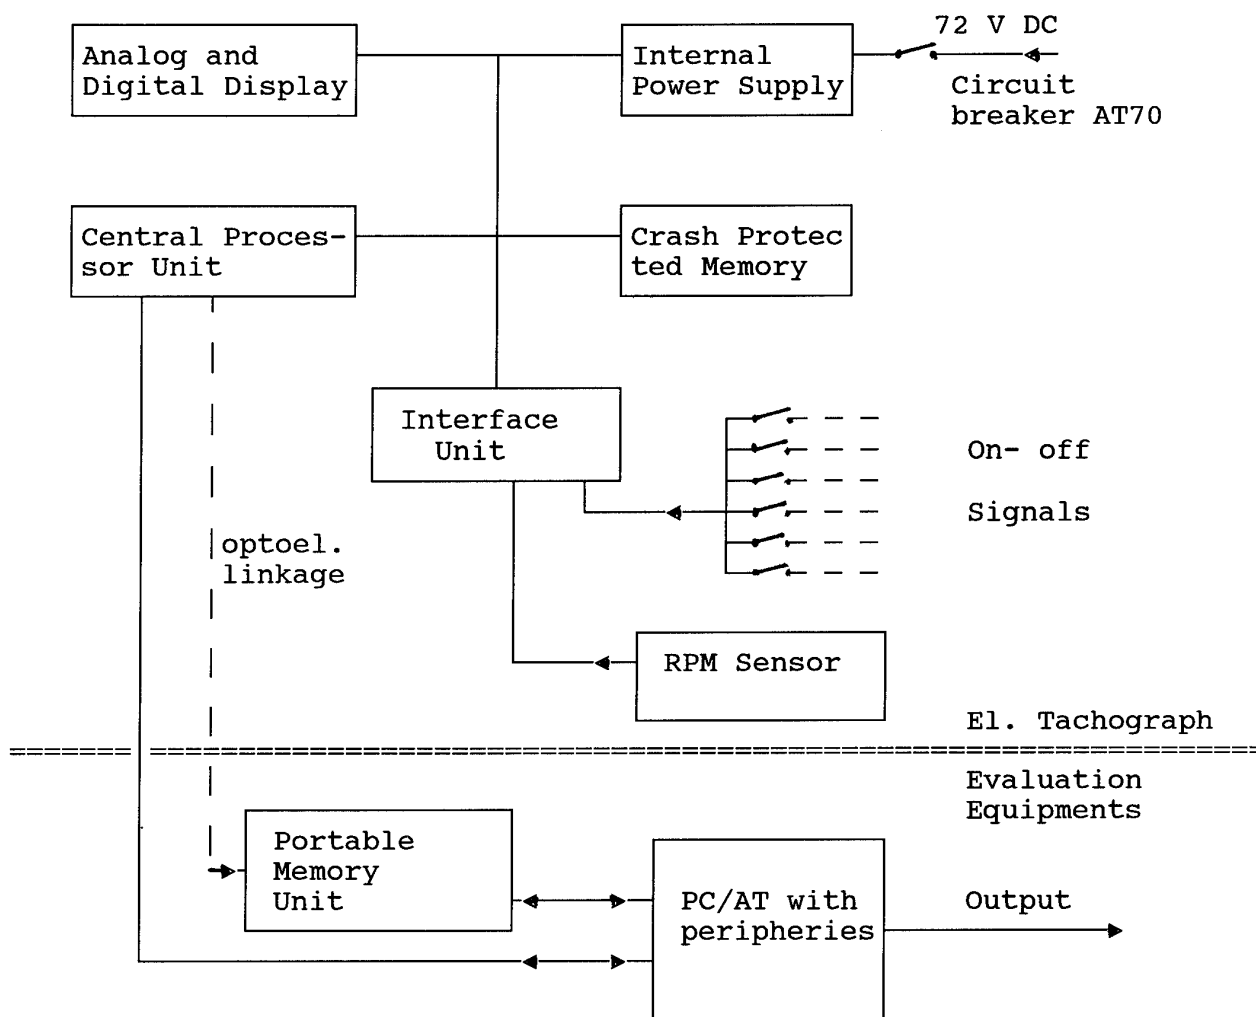 72 V DC
Analog and
Digital Display
Internal
Power Supply
Circuit
breaker AT70
Central Proces-
sor Unit
Crash Protec
ted Memory
Interface
Unit
On- off
Signals
optoel.
linkage
RPM Sensor
El. Tachograph
Evaluation
Equipments
Portable
Memory
Unit
PC/AT with
peripheries
Output